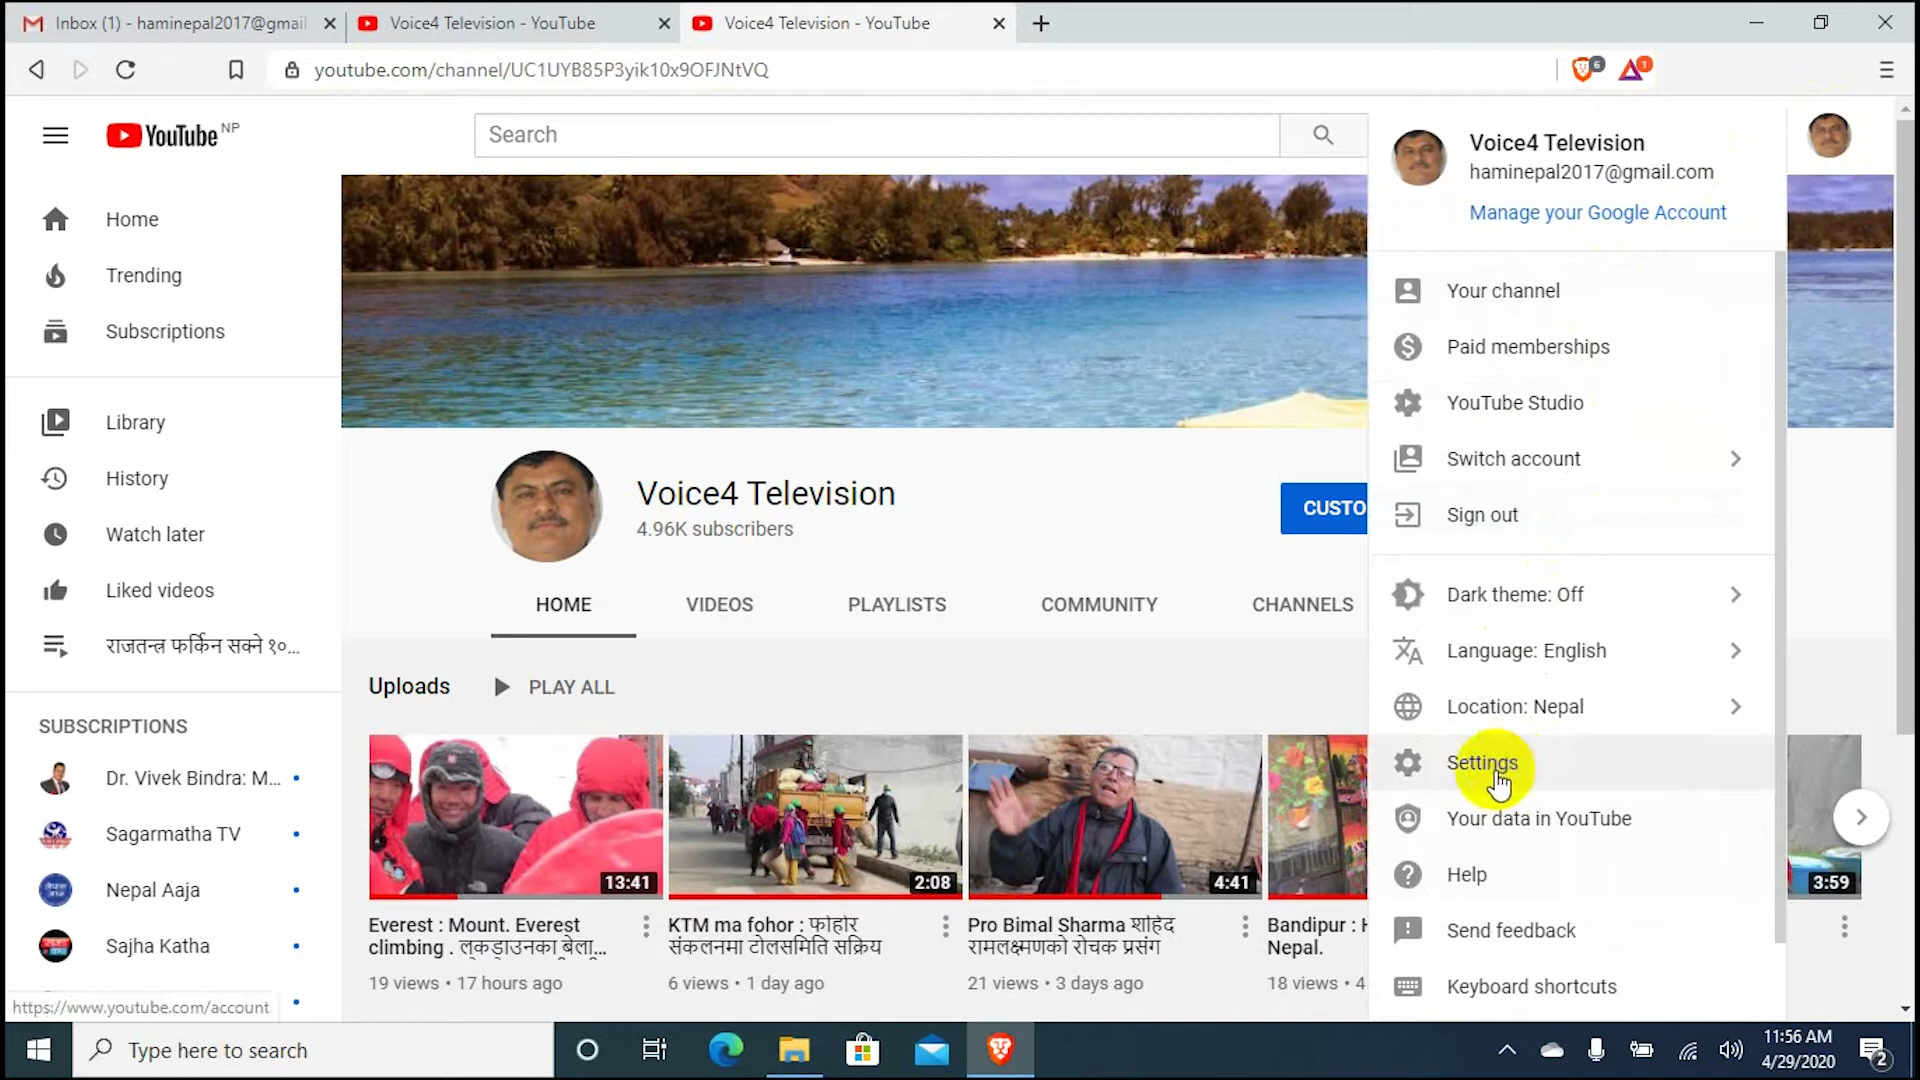 Inbox (1) - haminepal2017@gmail
Voice4 Television - YouTube
Voice4 Television - YouTube
youtube.com/channel/UC1UYB85P3yik10x9OFJNtVQ
6
1
YouTube NP
Search
Voice4 Television
haminepal2017@gmail.com
Manage your Google Account
Home
Trending
Subscriptions
Library
History
Watch later
Liked videos
राजतन्त्र फर्किन सक्ने १०...
SUBSCRIPTIONS
Dr. Vivek Bindra: M...
Sagarmatha TV
Nepal Aaja
Sajha Katha
https://www.youtube.com/account
Voice4 Television
4.96K subscribers
CUSTO
HOME
VIDEOS
PLAYLISTS
COMMUNITY
CHANNELS
Uploads
PLAY ALL
13:41
2:08
4:41
3:59
Everest : Mount. Everest
climbing . लकडाउनका बेला...
19 views • 17 hours ago
KTM ma fohor : फोहोर
संकलनमा टोलसमिति सक्रिय
6 views • 1 day ago
Pro Bimal Sharma शहिद
रामलक्ष्मणको रोचक प्रसंग
21 views • 3 days ago
Bandipur : H
Nepal.
18 views • 4
Your channel
Paid memberships
YouTube Studio
Switch account
Sign out
Dark theme: Off
Language: English
Location: Nepal
Settings
Your data in YouTube
Help
Send feedback
Keyboard shortcuts
Type here to search
11:56 AM
4/29/2020
2